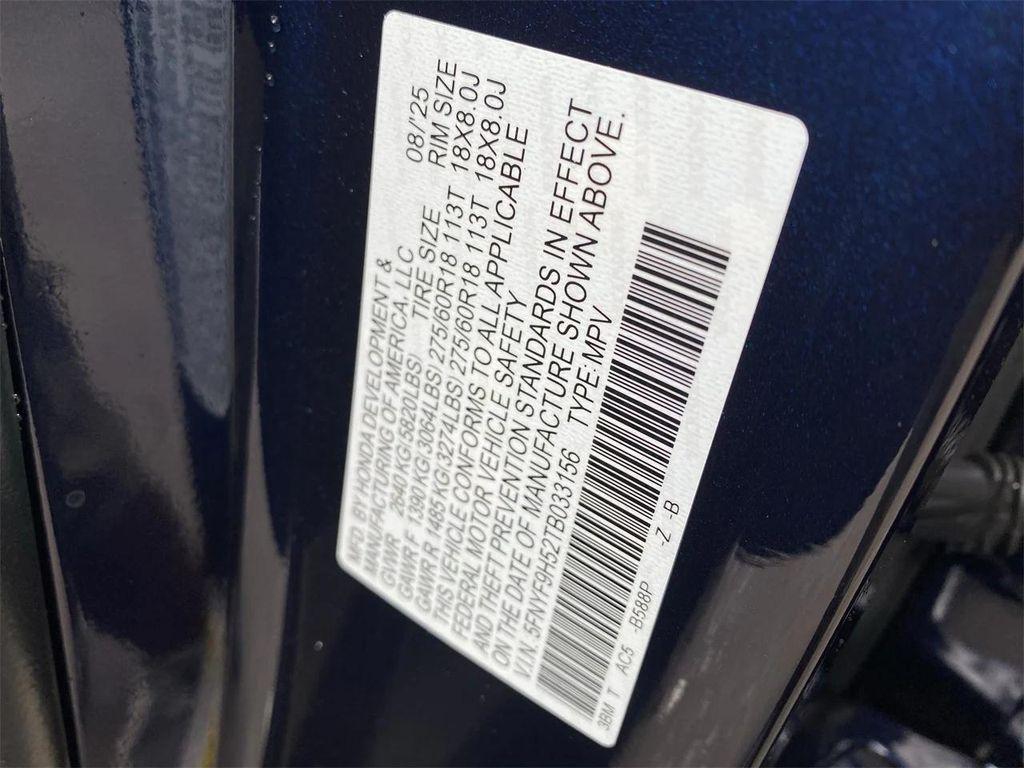 MFD BY HONDA DEVELOPMENT &
MANUFACTURING OF AMERICA, LLC 08/'25
GVWR 2640 KG(5820LBS) TIRE SIZE RIM SIZE
GAWR F 1390 KG(3064LBS) 275/60R18 113T 18X8.0J
GAWR R 1485 KG(3274LBS) 275/60R18 113T 18X8.0J
THIS VEHICLE CONFORMS TO ALL APPLICABLE
FEDERAL MOTOR VEHICLE SAFETY
AND THEFT PREVENTION STANDARDS IN EFFECT
ON THE DATE OF MANUFACTURE SHOWN ABOVE.
V.I.N. 5FNYF9H52TB033156 TYPE:MPV
3BM T AC5 -B588P -Z -B